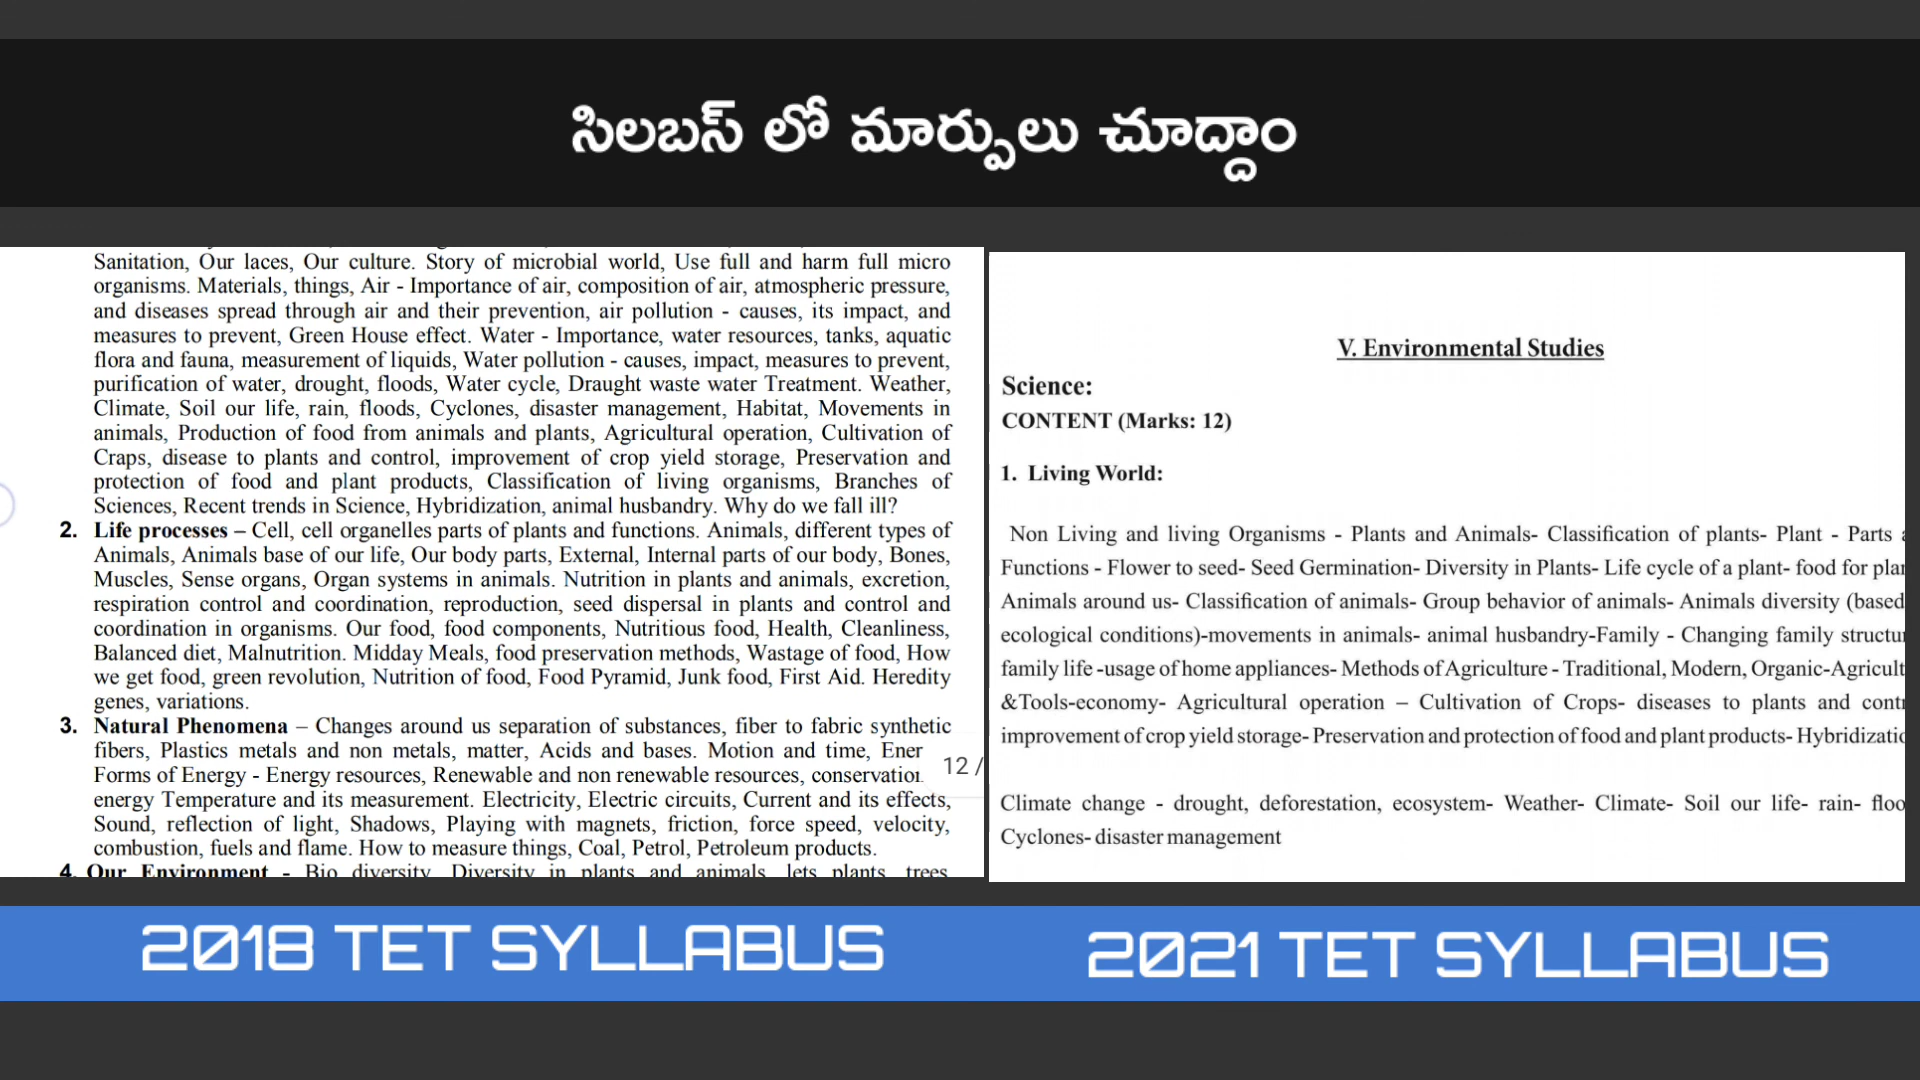 సిలబస్ లో మార్పులు చూద్దాం
Sanitation, Our laces, Our culture. Story of microbial world, Use full and harm full micro
organisms. Materials, things, Air - Importance of air, composition of air, atmospheric pressure,
and diseases spread through air and their prevention, air pollution - causes, its impact, and
measures to prevent, Green House effect. Water - Importance, water resources, tanks, aquatic
flora and fauna, measurement of liquids, Water pollution - causes, impact, measures to prevent,
purification of water, drought, floods, Water cycle, Draught waste water Treatment. Weather,
Climate, Soil our life, rain, floods, Cyclones, disaster management, Habitat, Movements in
animals, Production of food from animals and plants, Agricultural operation, Cultivation of
Craps, disease to plants and control, improvement of crop yield storage, Preservation and
protection of food and plant products, Classification of living organisms, Branches of
Sciences, Recent trends in Science, Hybridization, animal husbandry. Why do we fall ill?
2. Life processes – Cell, cell organelles parts of plants and functions. Animals, different types of
Animals, Animals base of our life, Our body parts, External, Internal parts of our body, Bones,
Muscles, Sense organs, Organ systems in animals. Nutrition in plants and animals, excretion,
respiration control and coordination, reproduction, seed dispersal in plants and control and
coordination in organisms. Our food, food components, Nutritious food, Health, Cleanliness,
Balanced diet, Malnutrition. Midday Meals, food preservation methods, Wastage of food, How
we get food, green revolution, Nutrition of food, Food Pyramid, Junk food, First Aid. Heredity
genes, variations.
3. Natural Phenomena – Changes around us separation of substances, fiber to fabric synthetic
fibers, Plastics metals and non metals, matter, Acids and bases. Motion and time, Ener
Forms of Energy - Energy resources, Renewable and non renewable resources, conservation
energy Temperature and its measurement. Electricity, Electric circuits, Current and its effects,
Sound, reflection of light, Shadows, Playing with magnets, friction, force speed, velocity,
combustion, fuels and flame. How to measure things, Coal, Petrol, Petroleum products.
4. Our Environment - Bio diversity, Diversity in plants and animals, lets plants trees,
12 /
V. Environmental Studies
Science:
CONTENT (Marks: 12)
1. Living World:
Non Living and living Organisms - Plants and Animals- Classification of plants- Plant - Parts
Functions - Flower to seed- Seed Germination- Diversity in Plants- Life cycle of a plant- food for plan
Animals around us- Classification of animals- Group behavior of animals- Animals diversity (based
ecological conditions)-movements in animals- animal husbandry-Family - Changing family structu
family life -usage of home appliances- Methods of Agriculture - Traditional, Modern, Organic-Agricult
&Tools-economy- Agricultural operation – Cultivation of Crops- diseases to plants and cont
improvement of crop yield storage- Preservation and protection of food and plant products- Hybridizatio
Climate change - drought, deforestation, ecosystem- Weather- Climate- Soil our life- rain- floo
Cyclones- disaster management
2018 TET SYLLABUS
2021 TET SYLLABUS